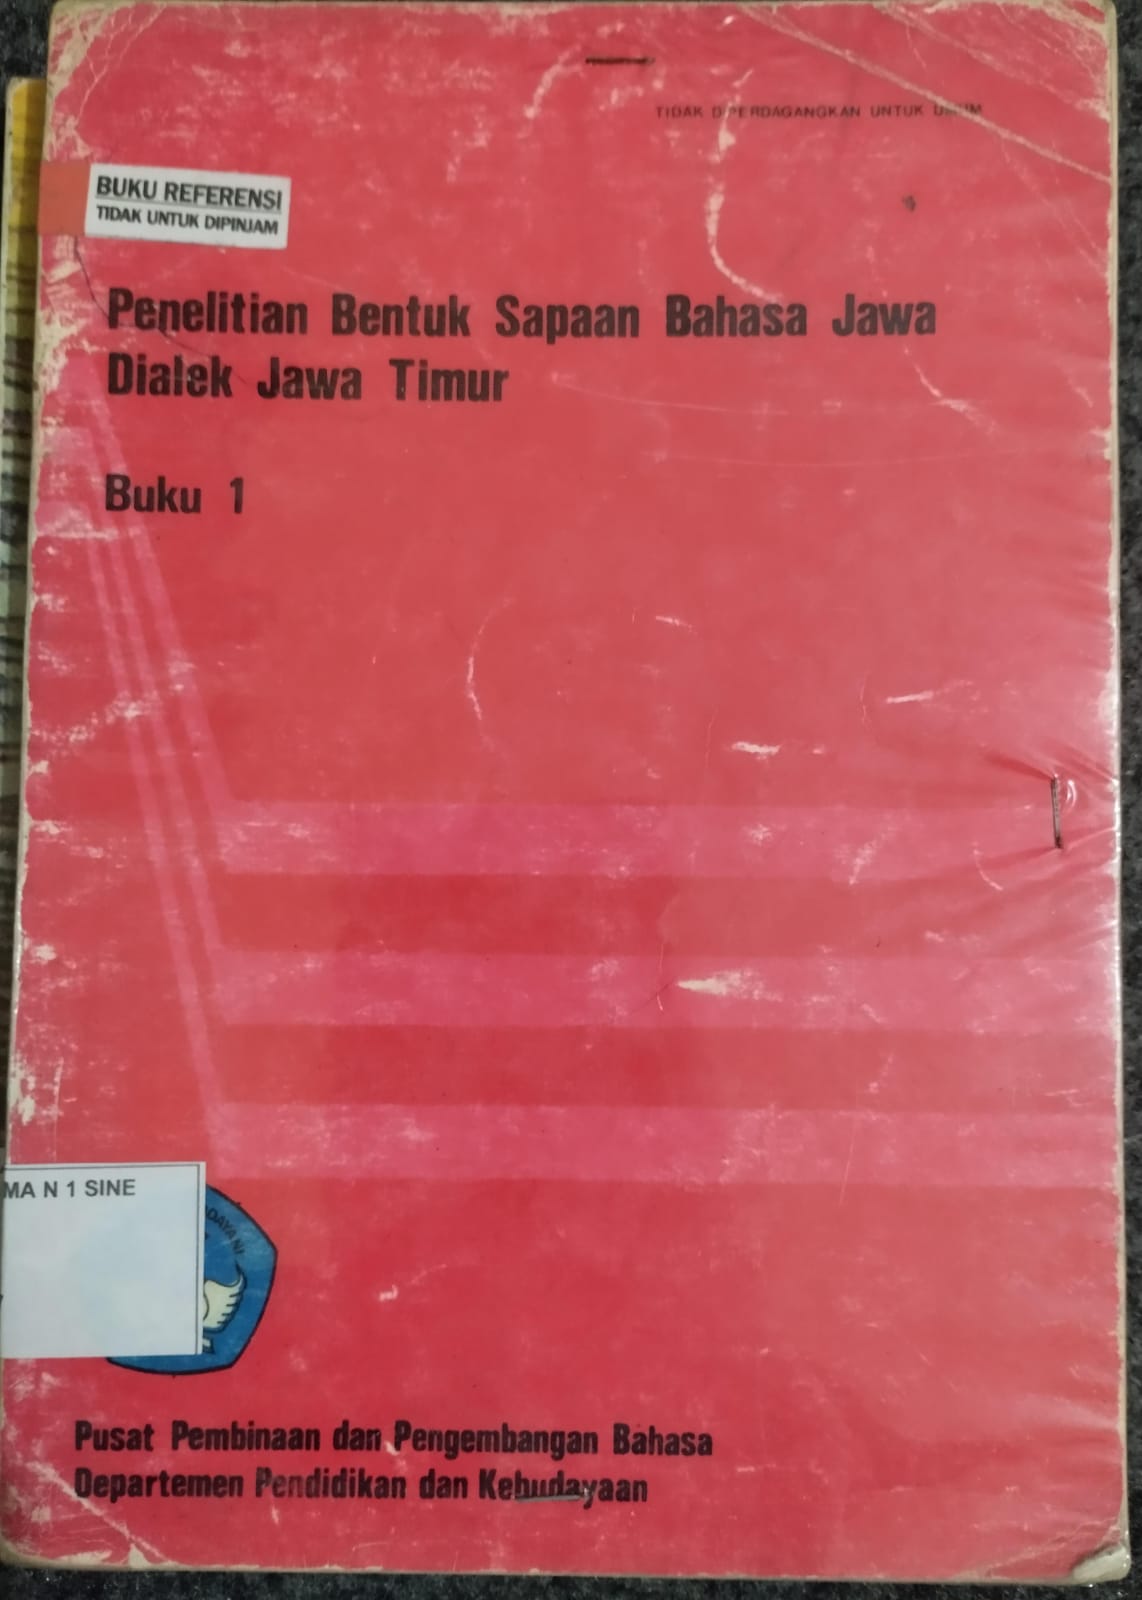 TIDAK DIPERDAGANGKAN UNTUK UMUM
BUKU REFERENSI
TIDAK UNTUK DIPINJAM
Penelitian Bentuk Sapaan Bahasa Jawa
Dialek Jawa Timur
Buku 1
MA N 1 SINE
Pusat Pembinaan dan Pengembangan Bahasa
Departemen Pendidikan dan Kebudayaan